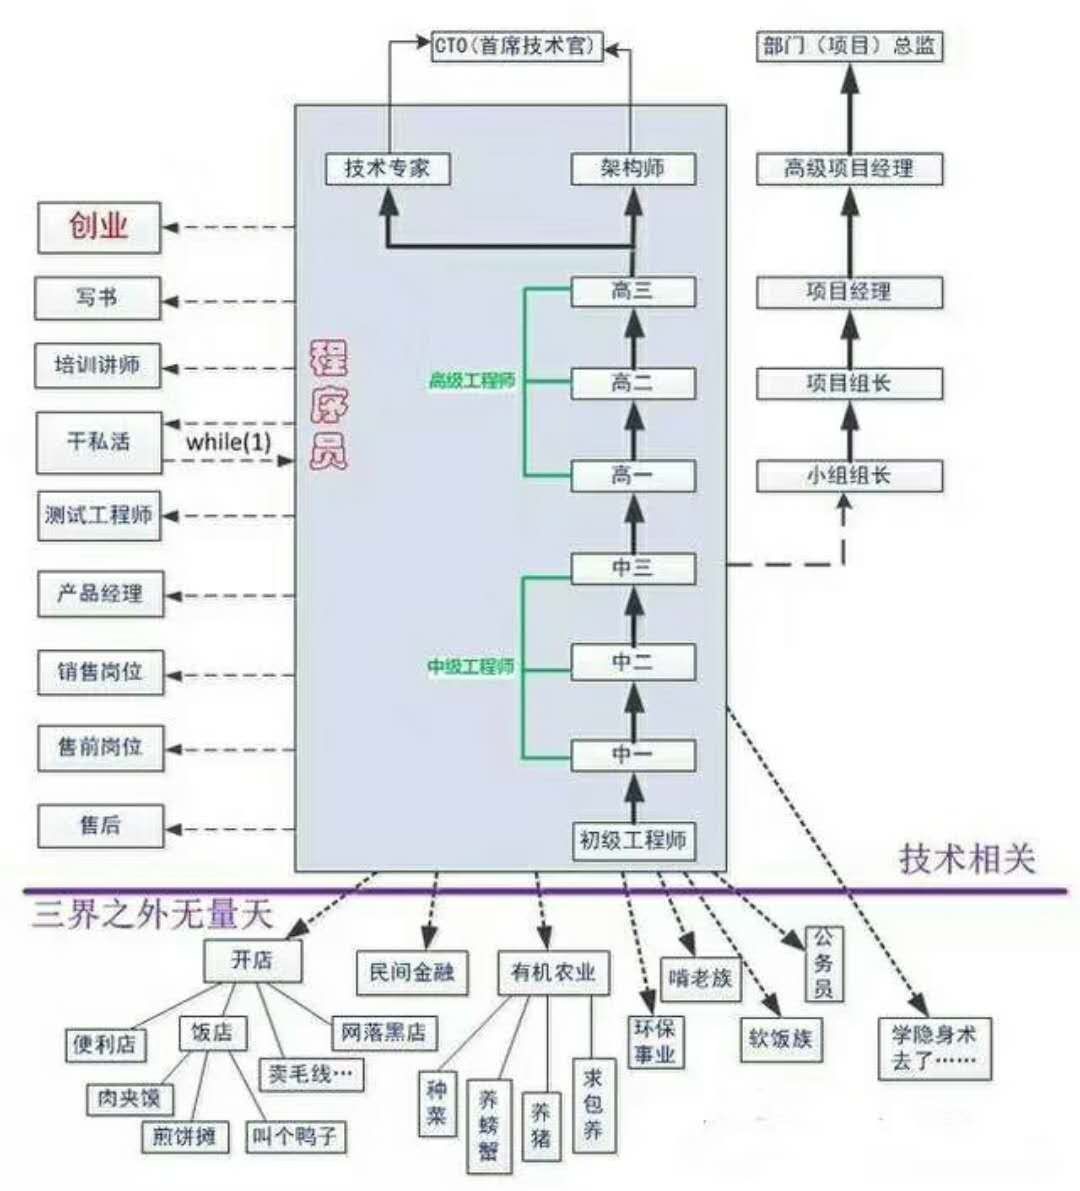 CTO(首席技术官)
部门（项目）总监
技术专家
架构师
高级项目经理
创业
写书
培训讲师
干私活
while(1)
测试工程师
产品经理
销售岗位
售前岗位
售后
程
序
员
高三
高级工程师
高二
高一
中三
中级工程师
中二
中一
初级工程师
项目经理
项目组长
小组组长
技术相关
三界之外无量天
开店
民间金融
有机农业
啃老族
公
务
员
便利店
饭店
网落黑店
卖毛线…
肉夹馍
煎饼摊
叫个鸭子
种
菜
养
螃
蟹
养
猪
求
包
养
环保
事业
软饭族
学隐身术
去了……